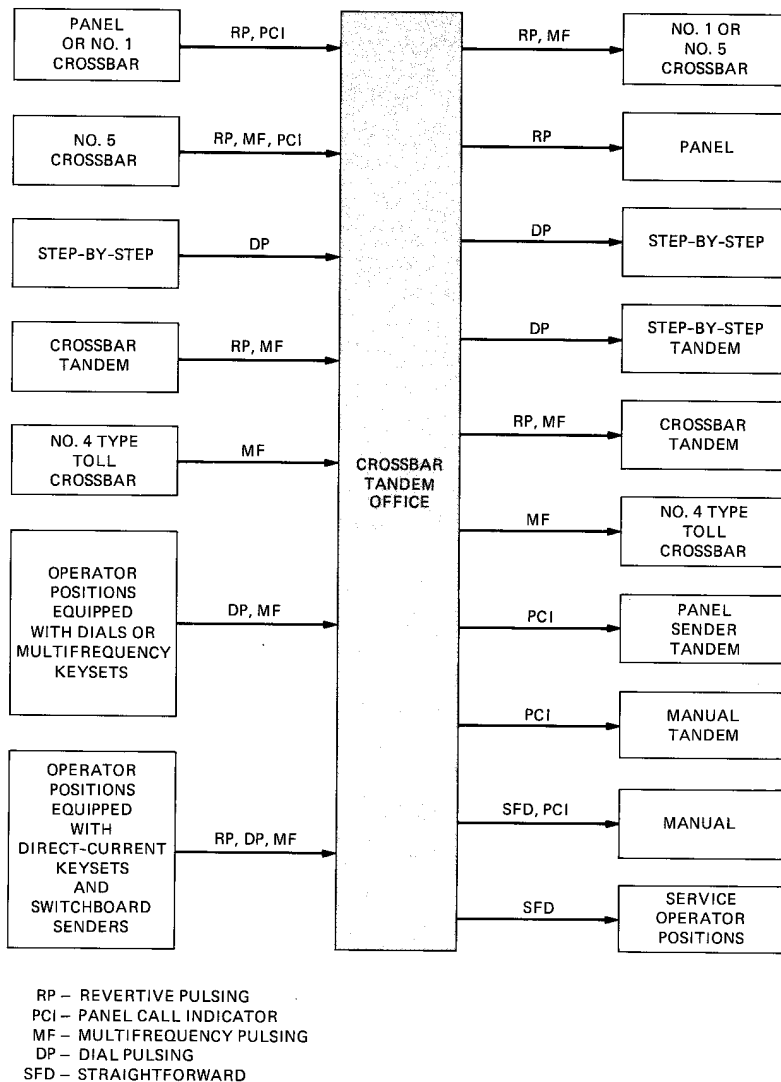 PANEL
OR NO. 1
CROSSBAR
RP, PCI
NO. 5
CROSSBAR
RP, MF, PCI
STEP-BY-STEP
DP
CROSSBAR
TANDEM
RP, MF
NO. 4 TYPE
TOLL
CROSSBAR
MF
OPERATOR
POSITIONS
EQUIPPED
WITH DIALS OR
MULTIFREQUENCY
KEYSETS
DP, MF
OPERATOR
POSITIONS
EQUIPPED
WITH
DIRECT-CURRENT
KEYSETS
AND
SWITCHBOARD
SENDERS
RP, DP, MF
CROSSBAR
TANDEM
OFFICE
RP, MF
NO. 1 OR
NO. 5
CROSSBAR
RP
PANEL
DP
STEP-BY-STEP
DP
STEP-BY-STEP
TANDEM
RP, MF
CROSSBAR
TANDEM
MF
NO. 4 TYPE
TOLL
CROSSBAR
PCI
PANEL
SENDER
TANDEM
PCI
MANUAL
TANDEM
SFD, PCI
MANUAL
SFD
SERVICE
OPERATOR
POSITIONS
RP – REVERTIVE PULSING
PCI – PANEL CALL INDICATOR
MF – MULTIFREQUENCY PULSING
DP – DIAL PULSING
SFD – STRAIGHTFORWARD